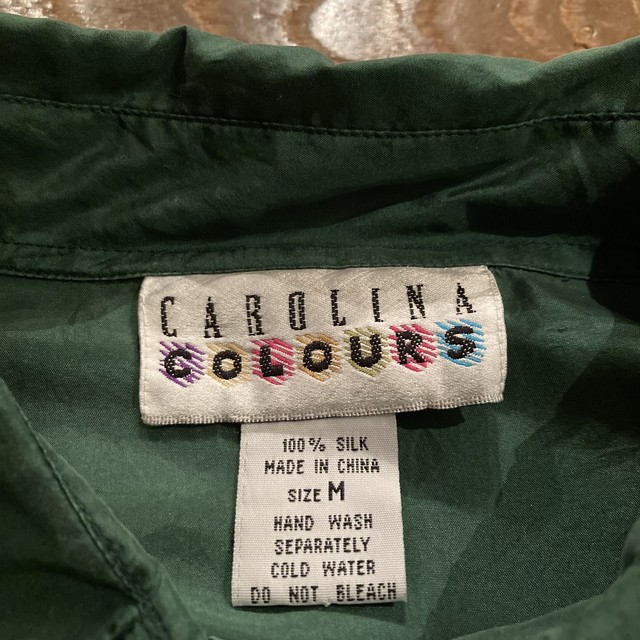 CAROLINA
COLOURS
100% SILK
MADE IN CHINA
SIZE M
HAND WASH
SEPARATELY
COLD WATER
DO NOT BLEACH